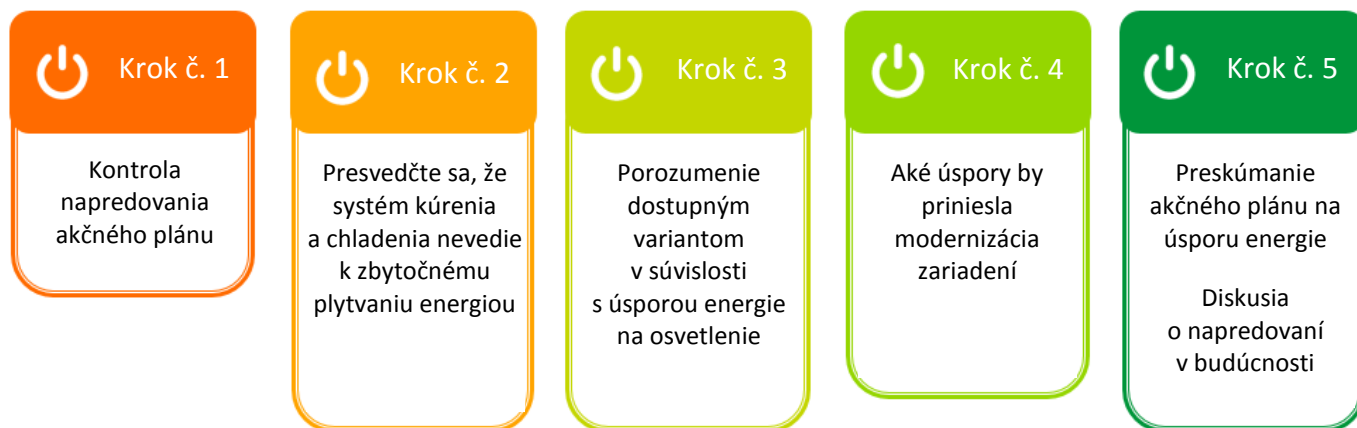 Krok č. 1
Kontrola
napredovania
akčného plánu
Krok č. 2
Presvedčte sa, že
systém kúrenia
a chladenia nevedie
k zbytočnému
plytvaniu energiou
Krok č. 3
Porozumenie
dostupným
variantom
v súvislosti
s úsporou energie
na osvetlenie
Krok č. 4
Aké úspory by
priniesla
modernizácia
zariadení
Krok č. 5
Preskúmanie
akčného plánu na
úsporu energie
Diskusia
o napredovaní
v budúcnosti